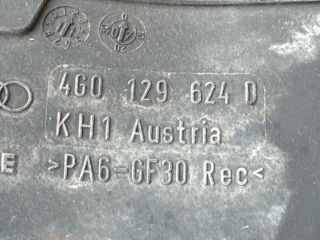 4G0 129 624 D
KH1 Austria
>PA6-GF30 Rec<